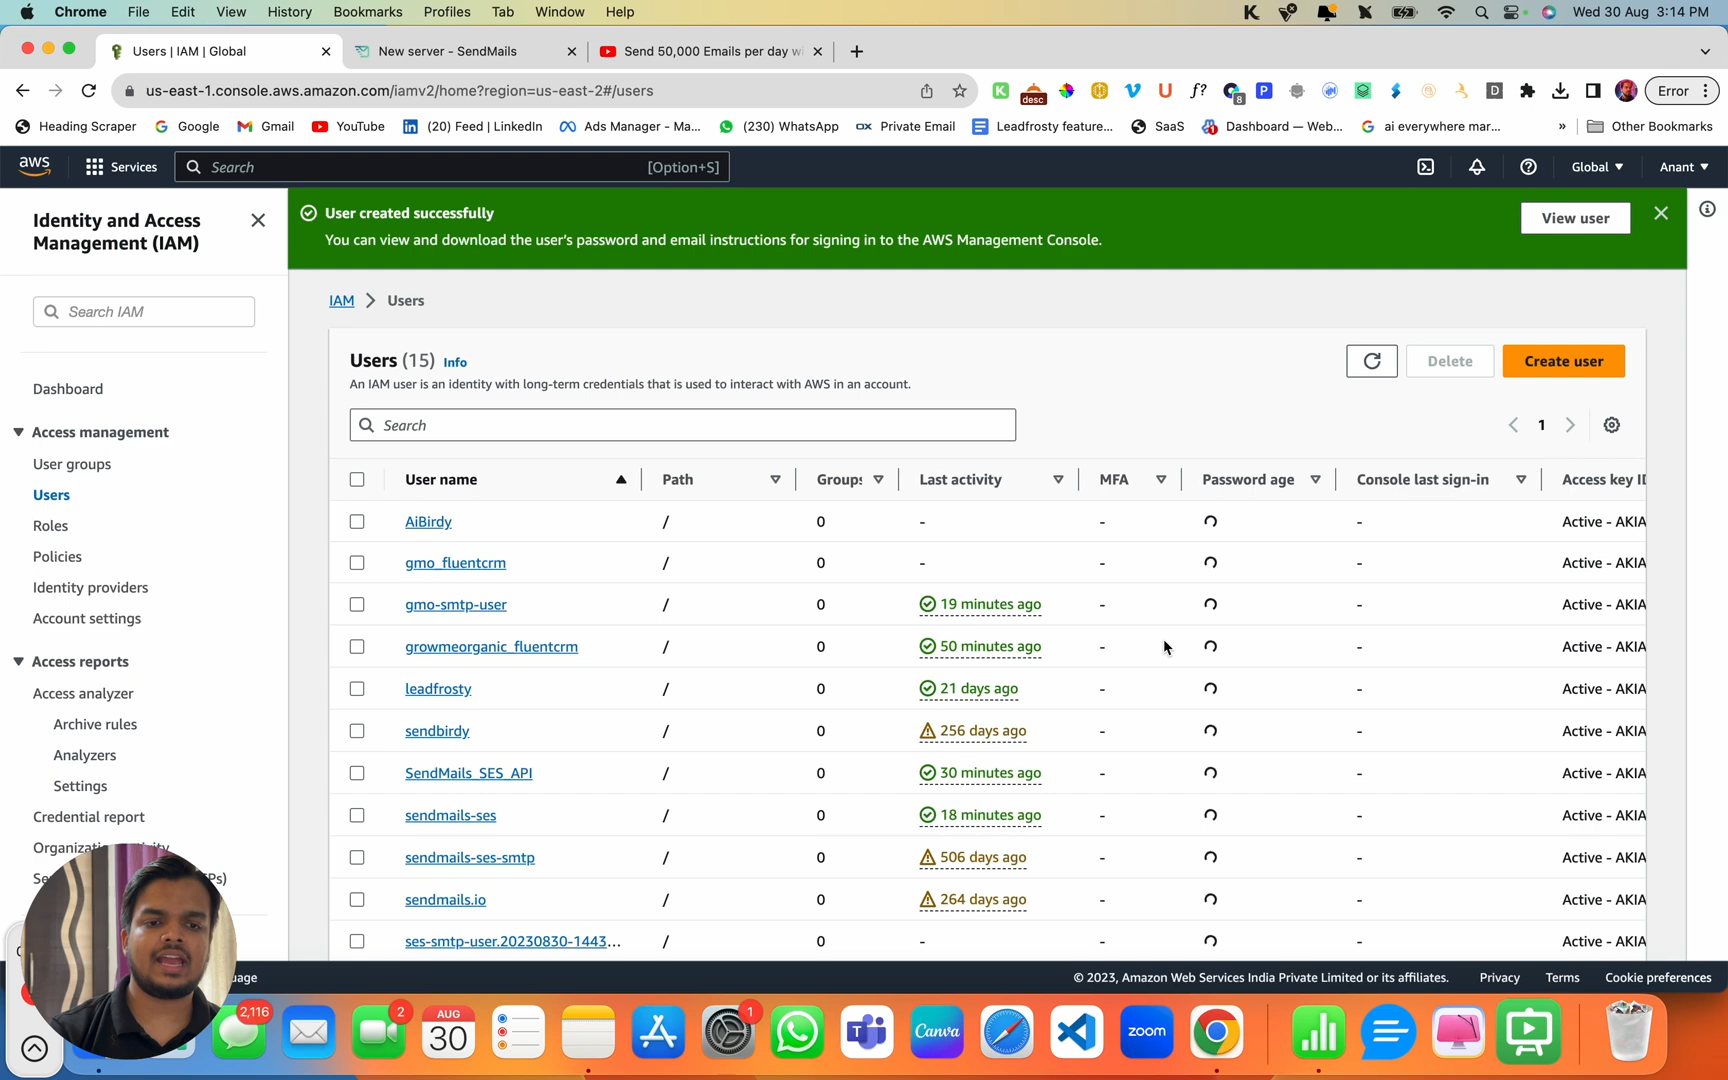 Chrome File Edit View History Bookmarks Profiles Tab Window Help Wed 30 Aug 3:14 PM
Users | IAM | Global New server - SendMails Send 50,000 Emails per day wi
us-east-1.console.aws.amazon.com/iamv2/home?region=us-east-2#/users desc 8 Error
Heading Scraper Google Gmail YouTube (20) Feed | LinkedIn Ads Manager - Ma... (230) WhatsApp Private Email Leadfrosty feature... SaaS Dashboard — Web... ai everywhere mar... » Other Bookmarks
aws Services Search [Option+S] Global Anant
Identity and Access
Management (IAM)
Search IAM
Dashboard
Access management
User groups
Users
Roles
Policies
Identity providers
Account settings
Access reports
Access analyzer
Archive rules
Analyzers
Settings
Credential report
User created successfully
You can view and download the user's password and email instructions for signing in to the AWS Management Console.
View user
IAM > Users
Users (15) Info
An IAM user is an identity with long-term credentials that is used to interact with AWS in an account.
Delete Create user
Search
1
User name Path Groups Last activity MFA Password age Console last sign-in Access key ID
AiBirdy / 0 - - - Active - AKIA
gmo_fluentcrm / 0 - - - Active - AKIA
gmo-smtp-user / 0 19 minutes ago - - Active - AKIA
growmeorganic_fluentcrm / 0 50 minutes ago - - Active - AKIA
leadfrosty / 0 21 days ago - - Active - AKIA
sendbirdy / 0 256 days ago - - Active - AKIA
SendMails_SES_API / 0 30 minutes ago - - Active - AKIA
sendmails-ses / 0 18 minutes ago - - Active - AKIA
sendmails-ses-smtp / 0 506 days ago - - Active - AKIA
sendmails.io / 0 264 days ago - - Active - AKIA
ses-smtp-user.20230830-1443... / 0 - - - Active - AKIA
© 2023, Amazon Web Services India Private Limited or its affiliates. Privacy Terms Cookie preferences
2,116 2 AUG 30 1 Canva zoom